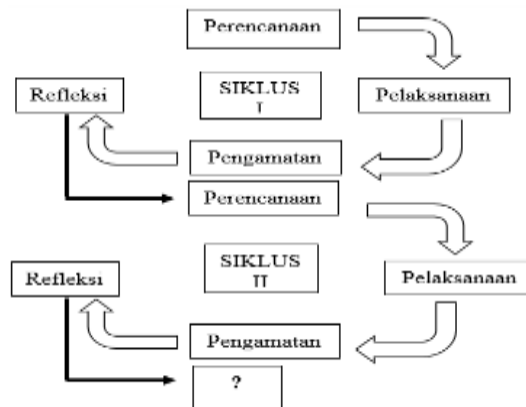 Perencanaan
Refleksi
SIKLUS
I
Pelaksanaan
Pengamatan
Perencanaan
Refleksi
SIKLUS
II
Pelaksanaan
Pengamatan
?